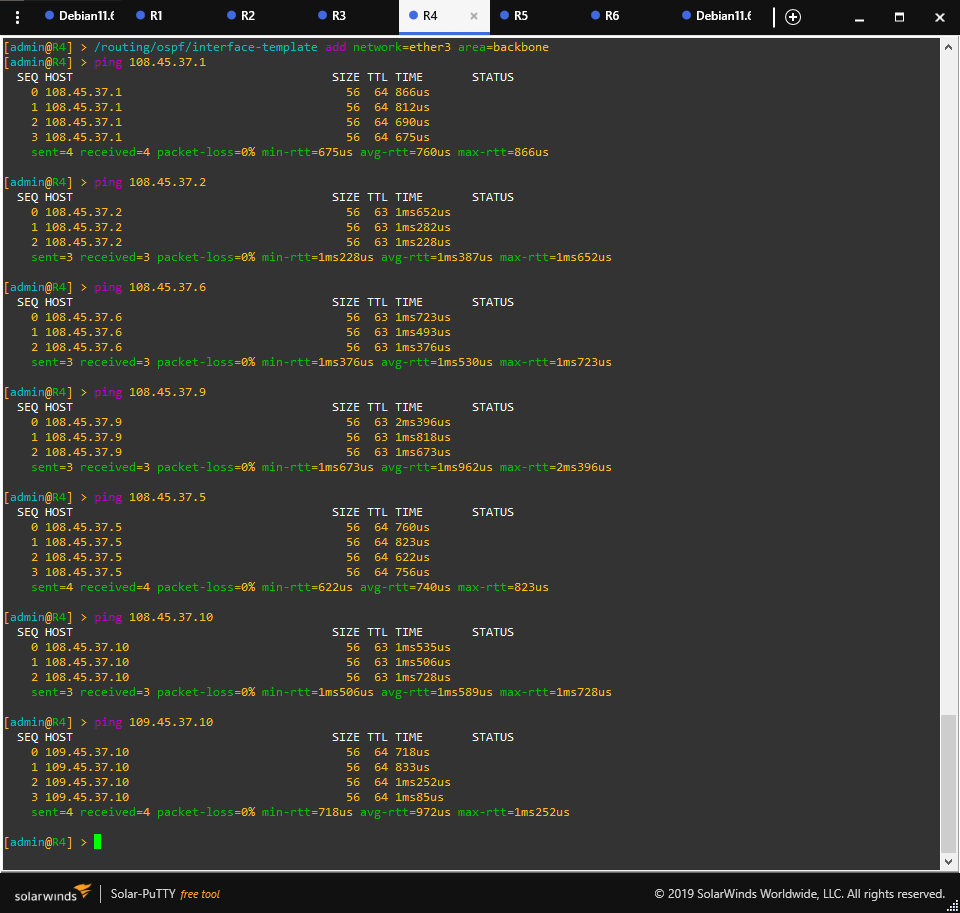 Debian11.6 R1 R2 R3 R4 × R5 R6 Debian11.6
[admin@R4] > /routing/ospf/interface-template add network=ether3 area=backbone
[admin@R4] > ping 108.45.37.1
SEQ HOST SIZE TTL TIME STATUS
0 108.45.37.1 56 64 866us
1 108.45.37.1 56 64 812us
2 108.45.37.1 56 64 690us
3 108.45.37.1 56 64 675us
sent=4 received=4 packet-loss=0% min-rtt=675us avg-rtt=760us max-rtt=866us
[admin@R4] > ping 108.45.37.2
SEQ HOST SIZE TTL TIME STATUS
0 108.45.37.2 56 63 1ms652us
1 108.45.37.2 56 63 1ms282us
2 108.45.37.2 56 63 1ms228us
sent=3 received=3 packet-loss=0% min-rtt=1ms228us avg-rtt=1ms387us max-rtt=1ms652us
[admin@R4] > ping 108.45.37.6
SEQ HOST SIZE TTL TIME STATUS
0 108.45.37.6 56 63 1ms723us
1 108.45.37.6 56 63 1ms493us
2 108.45.37.6 56 63 1ms376us
sent=3 received=3 packet-loss=0% min-rtt=1ms376us avg-rtt=1ms530us max-rtt=1ms723us
[admin@R4] > ping 108.45.37.9
SEQ HOST SIZE TTL TIME STATUS
0 108.45.37.9 56 63 2ms396us
1 108.45.37.9 56 63 1ms818us
2 108.45.37.9 56 63 1ms673us
sent=3 received=3 packet-loss=0% min-rtt=1ms673us avg-rtt=1ms962us max-rtt=2ms396us
[admin@R4] > ping 108.45.37.5
SEQ HOST SIZE TTL TIME STATUS
0 108.45.37.5 56 64 760us
1 108.45.37.5 56 64 823us
2 108.45.37.5 56 64 622us
3 108.45.37.5 56 64 756us
sent=4 received=4 packet-loss=0% min-rtt=622us avg-rtt=740us max-rtt=823us
[admin@R4] > ping 108.45.37.10
SEQ HOST SIZE TTL TIME STATUS
0 108.45.37.10 56 63 1ms535us
1 108.45.37.10 56 63 1ms506us
2 108.45.37.10 56 63 1ms728us
sent=3 received=3 packet-loss=0% min-rtt=1ms506us avg-rtt=1ms589us max-rtt=1ms728us
[admin@R4] > ping 109.45.37.10
SEQ HOST SIZE TTL TIME STATUS
0 109.45.37.10 56 64 718us
1 109.45.37.10 56 64 833us
2 109.45.37.10 56 64 1ms252us
3 109.45.37.10 56 64 1ms85us
sent=4 received=4 packet-loss=0% min-rtt=718us avg-rtt=972us max-rtt=1ms252us
[admin@R4] >
solarwinds | Solar-PuTTY free tool © 2019 SolarWinds Worldwide, LLC. All rights reserved.